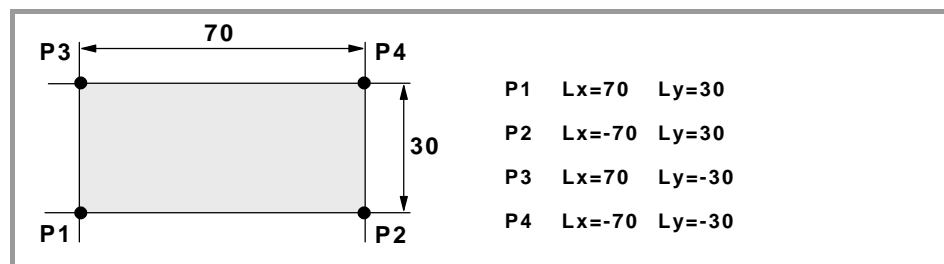 70
P3 P4
30
P1 P2
P1 Lx=70 Ly=30
P2 Lx=-70 Ly=30
P3 Lx=70 Ly=-30
P4 Lx=-70 Ly=-30